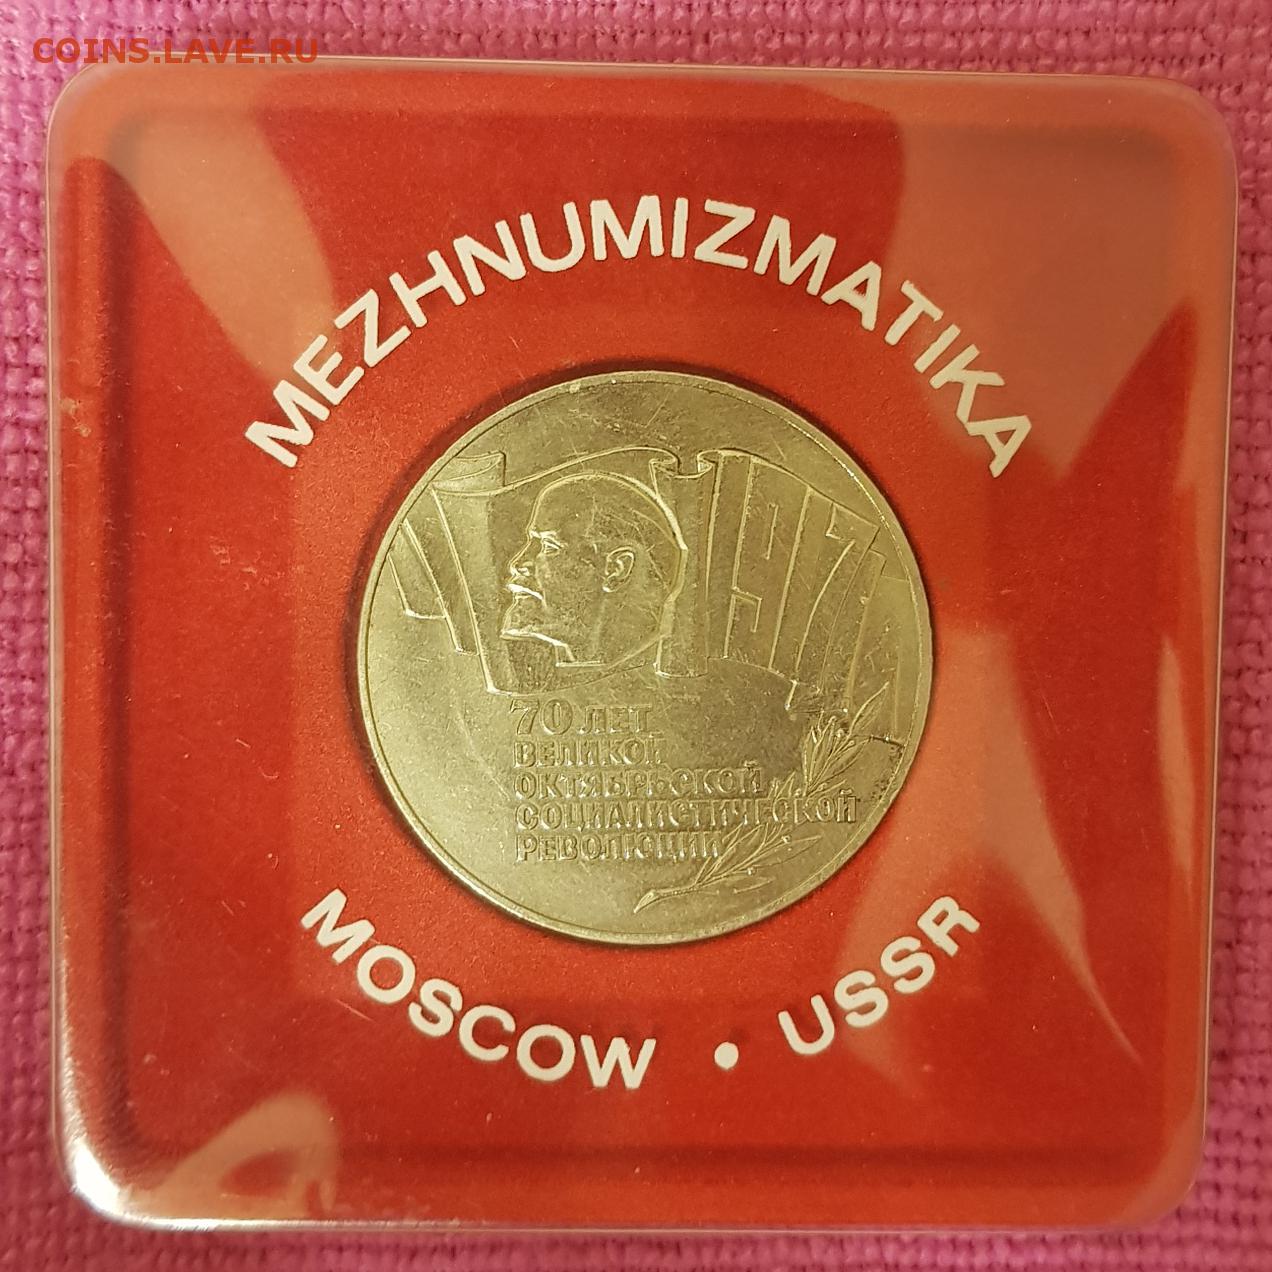 COINS.LAVE.RU
MEZHNUMIZMATIKA
1917
70 ЛЕТ
ВЕЛИКОЙ
ОКТЯБРЬСКОЙ
СОЦИАЛИСТИЧЕСКОЙ
РЕВОЛЮЦИИ
MOSCOW • USSR